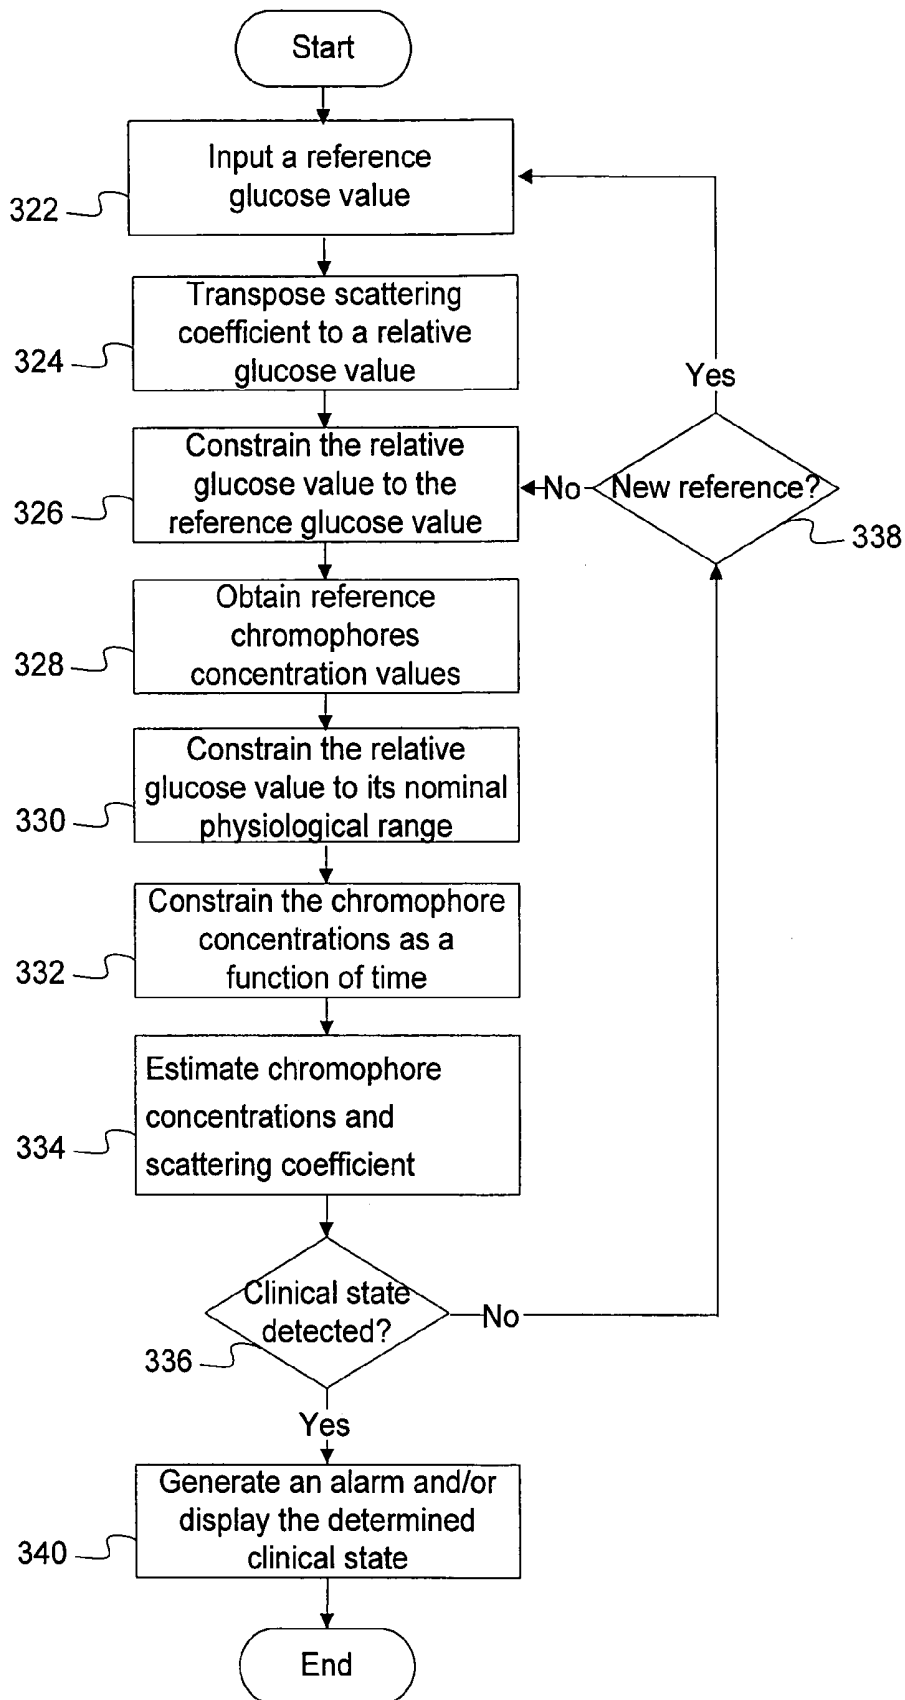 Start
Input a reference
glucose value
322
Transpose scattering
coefficient to a relative
glucose value
324
Yes
Constrain the relative
glucose value to the
reference glucose value
326
No
New reference?
338
Obtain reference
chromophores
concentration values
328
Constrain the relative
glucose value to its nominal
physiological range
330
Constrain the chromophore
concentrations as a
function of time
332
Estimate chromophore
concentrations and
scattering coefficient
334
Clinical state
detected?
No
336
Yes
Generate an alarm and/or
display the determined
clinical state
340
End